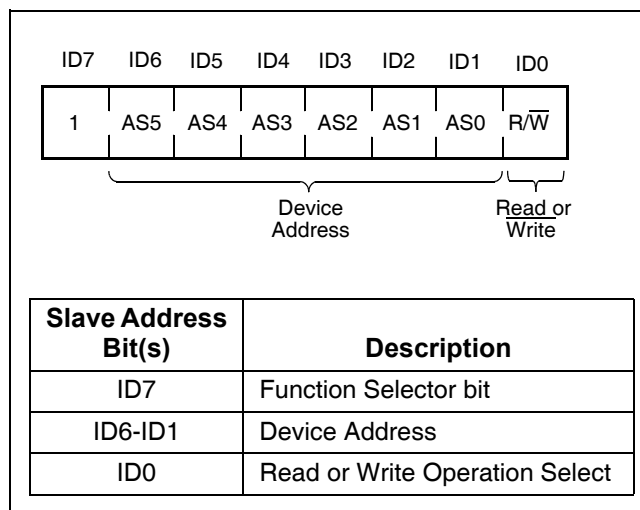 ID7 ID6 ID5 ID4 ID3 ID2 ID1 ID0
1 AS5 AS4 AS3 AS2 AS1 AS0 R/W̅
Device Read or
Address Write
Slave Address
Bit(s) Description
ID7 Function Selector bit
ID6-ID1 Device Address
ID0 Read or Write Operation Select